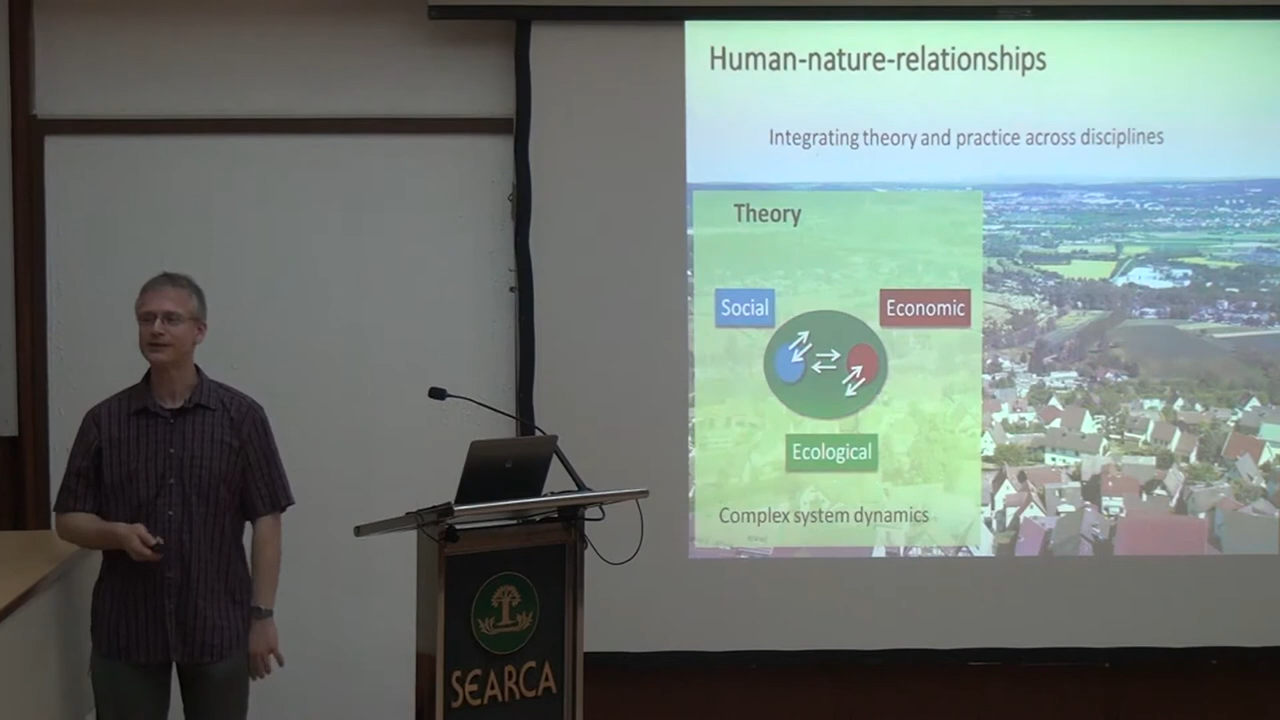 Human-nature-relationships
Integrating theory and practice across disciplines
Theory
Social
Economic
Ecological
Complex system dynamics
SEARCA